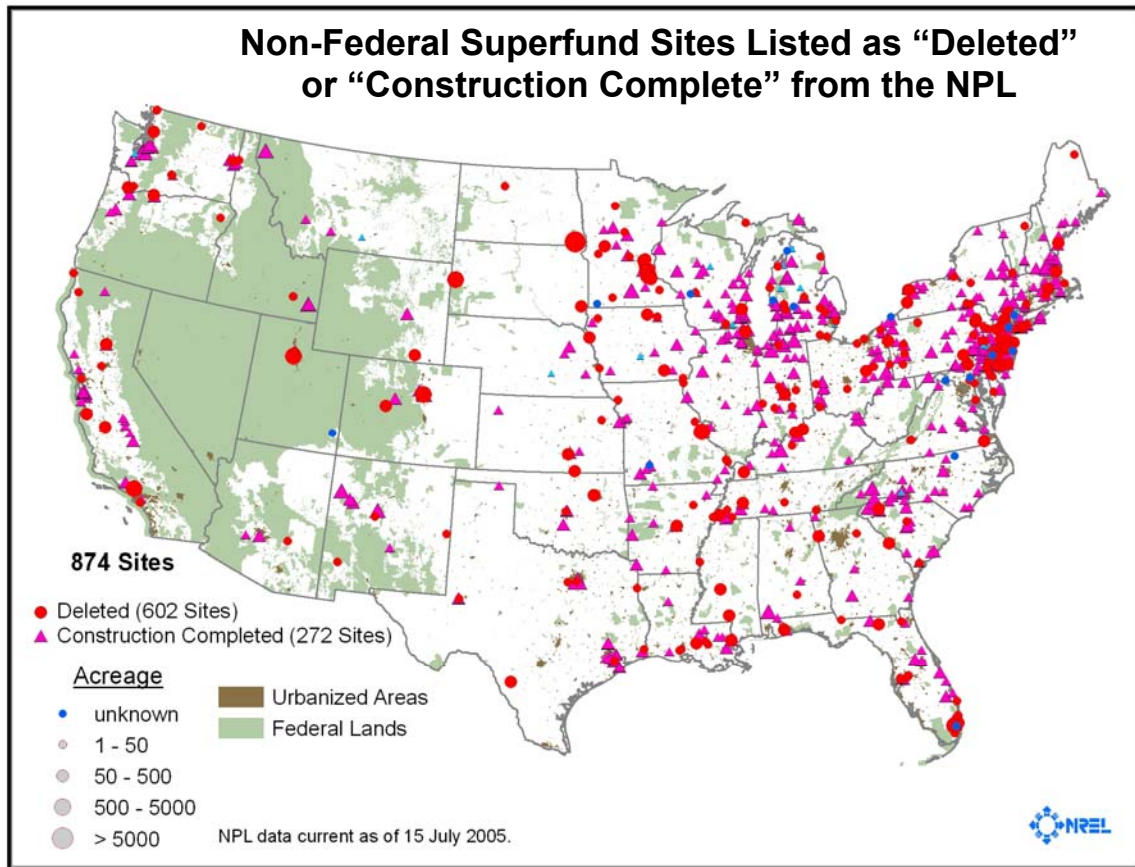 Non-Federal Superfund Sites Listed as “Deleted”
or “Construction Complete” from the NPL
874 Sites
Deleted (602 Sites)
Construction Completed (272 Sites)
Acreage
unknown
1 - 50
50 - 500
500 - 5000
> 5000
Urbanized Areas
Federal Lands
NPL data current as of 15 July 2005.
NREL